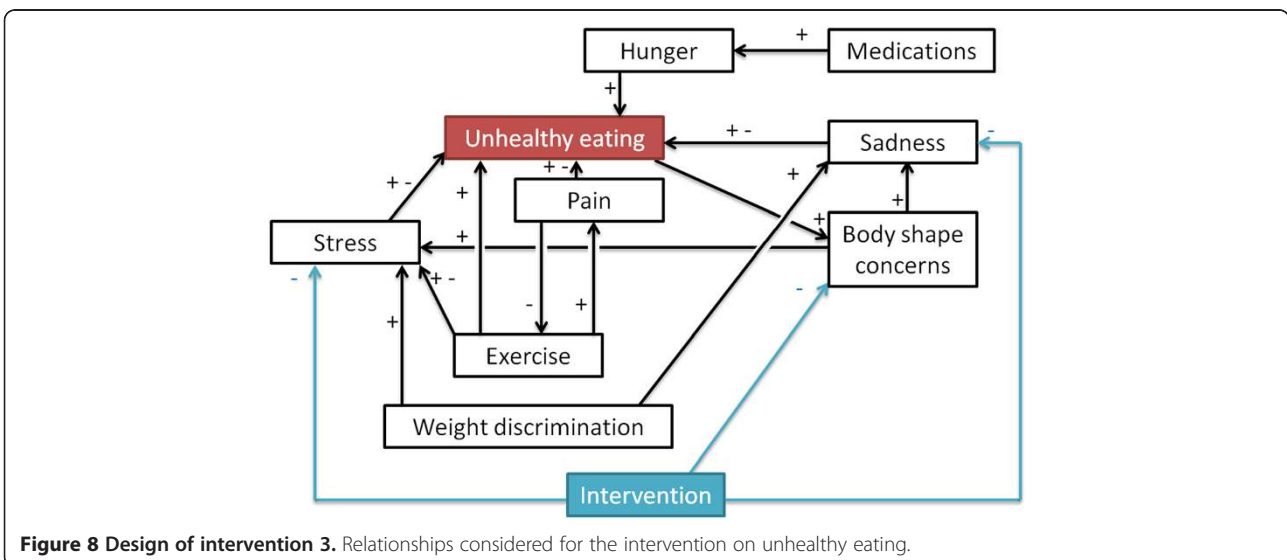 +
Hunger
Medications
+
Unhealthy eating
+ -
Sadness
-
+ -
+ -
+
Pain
+
+
+
Stress
+
Body shape
concerns
+ -
-
-
+
-
+
Exercise
Weight discrimination
Intervention
Figure 8 Design of intervention 3. Relationships considered for the intervention on unhealthy eating.